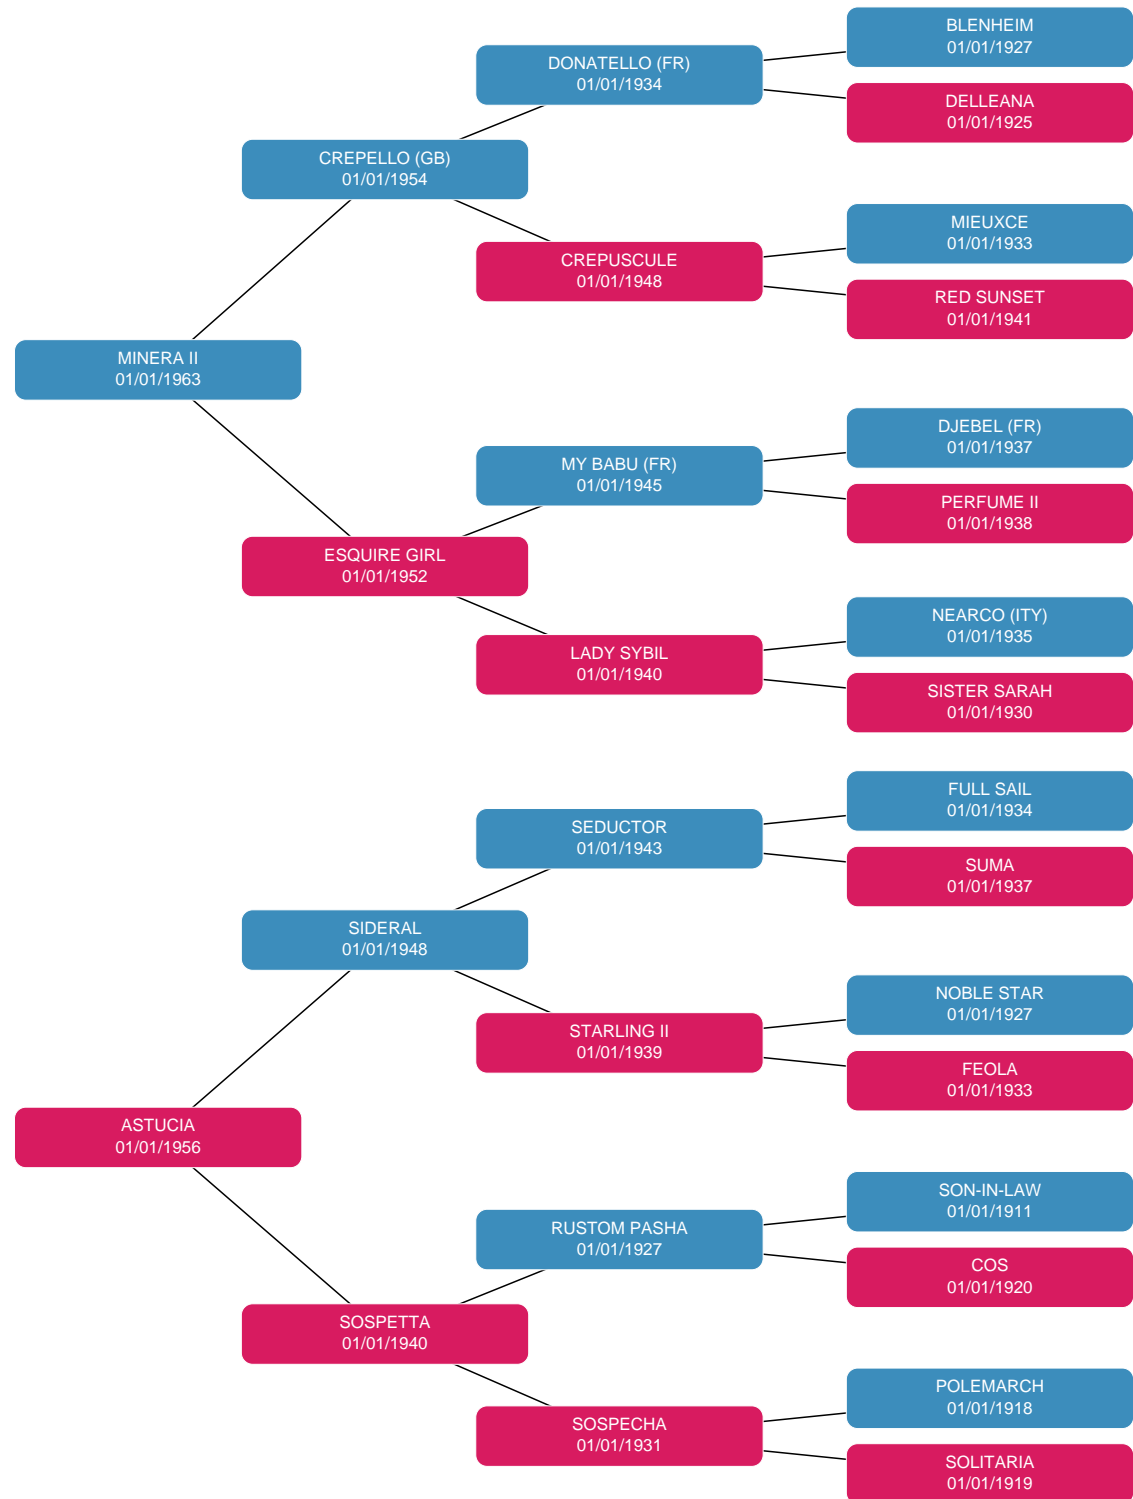 BLENHEIM
01/01/1927
DONATELLO (FR)
01/01/1934
DELLEANA
01/01/1925
CREPELLO (GB)
01/01/1954
MIEUXCE
01/01/1933
CREPUSCULE
01/01/1948
RED SUNSET
01/01/1941
MINERA II
01/01/1963
DJEBEL (FR)
01/01/1937
MY BABU (FR)
01/01/1945
PERFUME II
01/01/1938
ESQUIRE GIRL
01/01/1952
NEARCO (ITY)
01/01/1935
LADY SYBIL
01/01/1940
SISTER SARAH
01/01/1930
FULL SAIL
01/01/1934
SEDUCTOR
01/01/1943
SUMA
01/01/1937
SIDERAL
01/01/1948
NOBLE STAR
01/01/1927
STARLING II
01/01/1939
FEOLA
01/01/1933
ASTUCIA
01/01/1956
SON-IN-LAW
01/01/1911
RUSTOM PASHA
01/01/1927
COS
01/01/1920
SOSPETTA
01/01/1940
POLEMARCH
01/01/1918
SOSPECHA
01/01/1931
SOLITARIA
01/01/1919